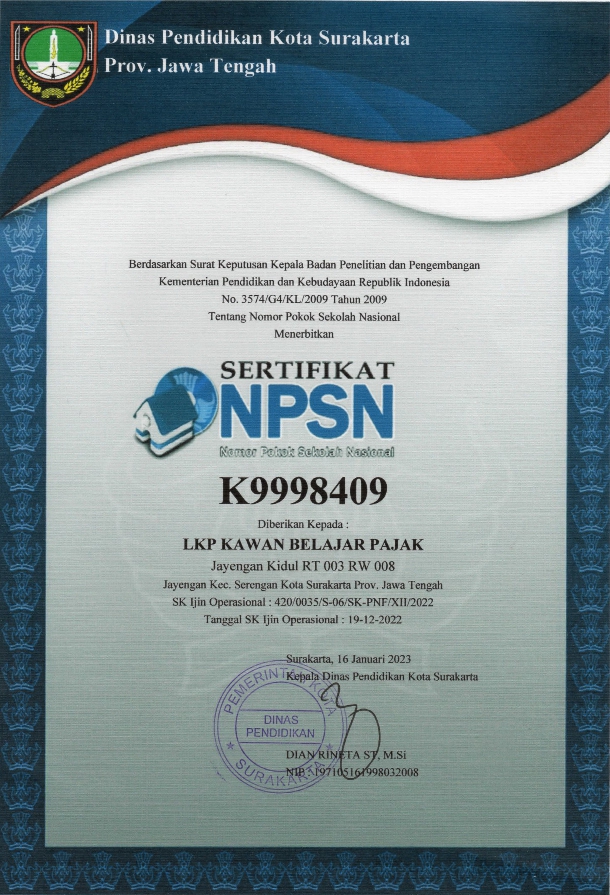 Dinas Pendidikan Kota Surakarta
Prov. Jawa Tengah
Berdasarkan Surat Keputusan Kepala Badan Penelitian dan Pengembangan
Kementerian Pendidikan dan Kebudayaan Republik Indonesia
No. 3574/G4/KL/2009 Tahun 2009
Tentang Nomor Pokok Sekolah Nasional
Menerbitkan
SERTIFIKAT
NPSN
Nomor Pokok Sekolah Nasional
K9998409
Diberikan Kepada :
LKP KAWAN BELAJAR PAJAK
Jayengan Kidul RT 003 RW 008
Jayengan Kec. Serengan Kota Surakarta Prov. Jawa Tengah
SK Ijin Operasional : 420/0035/S-06/SK-PNF/XII/2022
Tanggal SK Ijin Operasional : 19-12-2022
Surakarta, 16 Januari 2023
Kepala Dinas Pendidikan Kota Surakarta
PEMERINTAH KOTA
DINAS
PENDIDIKAN
SURAKARTA
DIAN RINETA ST, M.Si
NIP : 197105161998032008